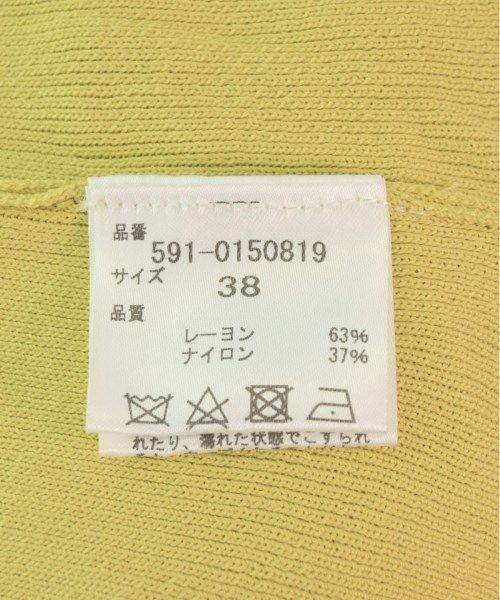 品番
591-0150819
サイズ
38
品質
レーヨン 63%
ナイロン 37%
れたり、濡れた状態でこすられ